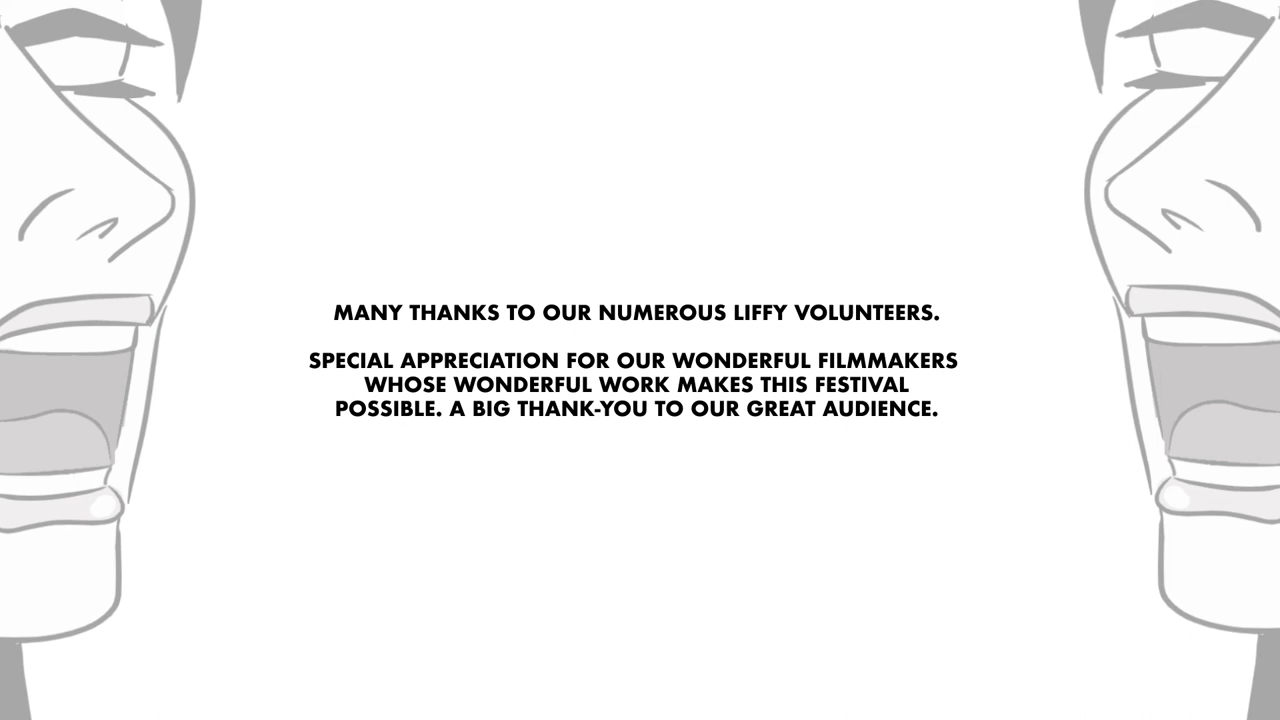 MANY THANKS TO OUR NUMEROUS LIFFY VOLUNTEERS.
SPECIAL APPRECIATION FOR OUR WONDERFUL FILMMAKERS
WHOSE WONDERFUL WORK MAKES THIS FESTIVAL
POSSIBLE. A BIG THANK-YOU TO OUR GREAT AUDIENCE.